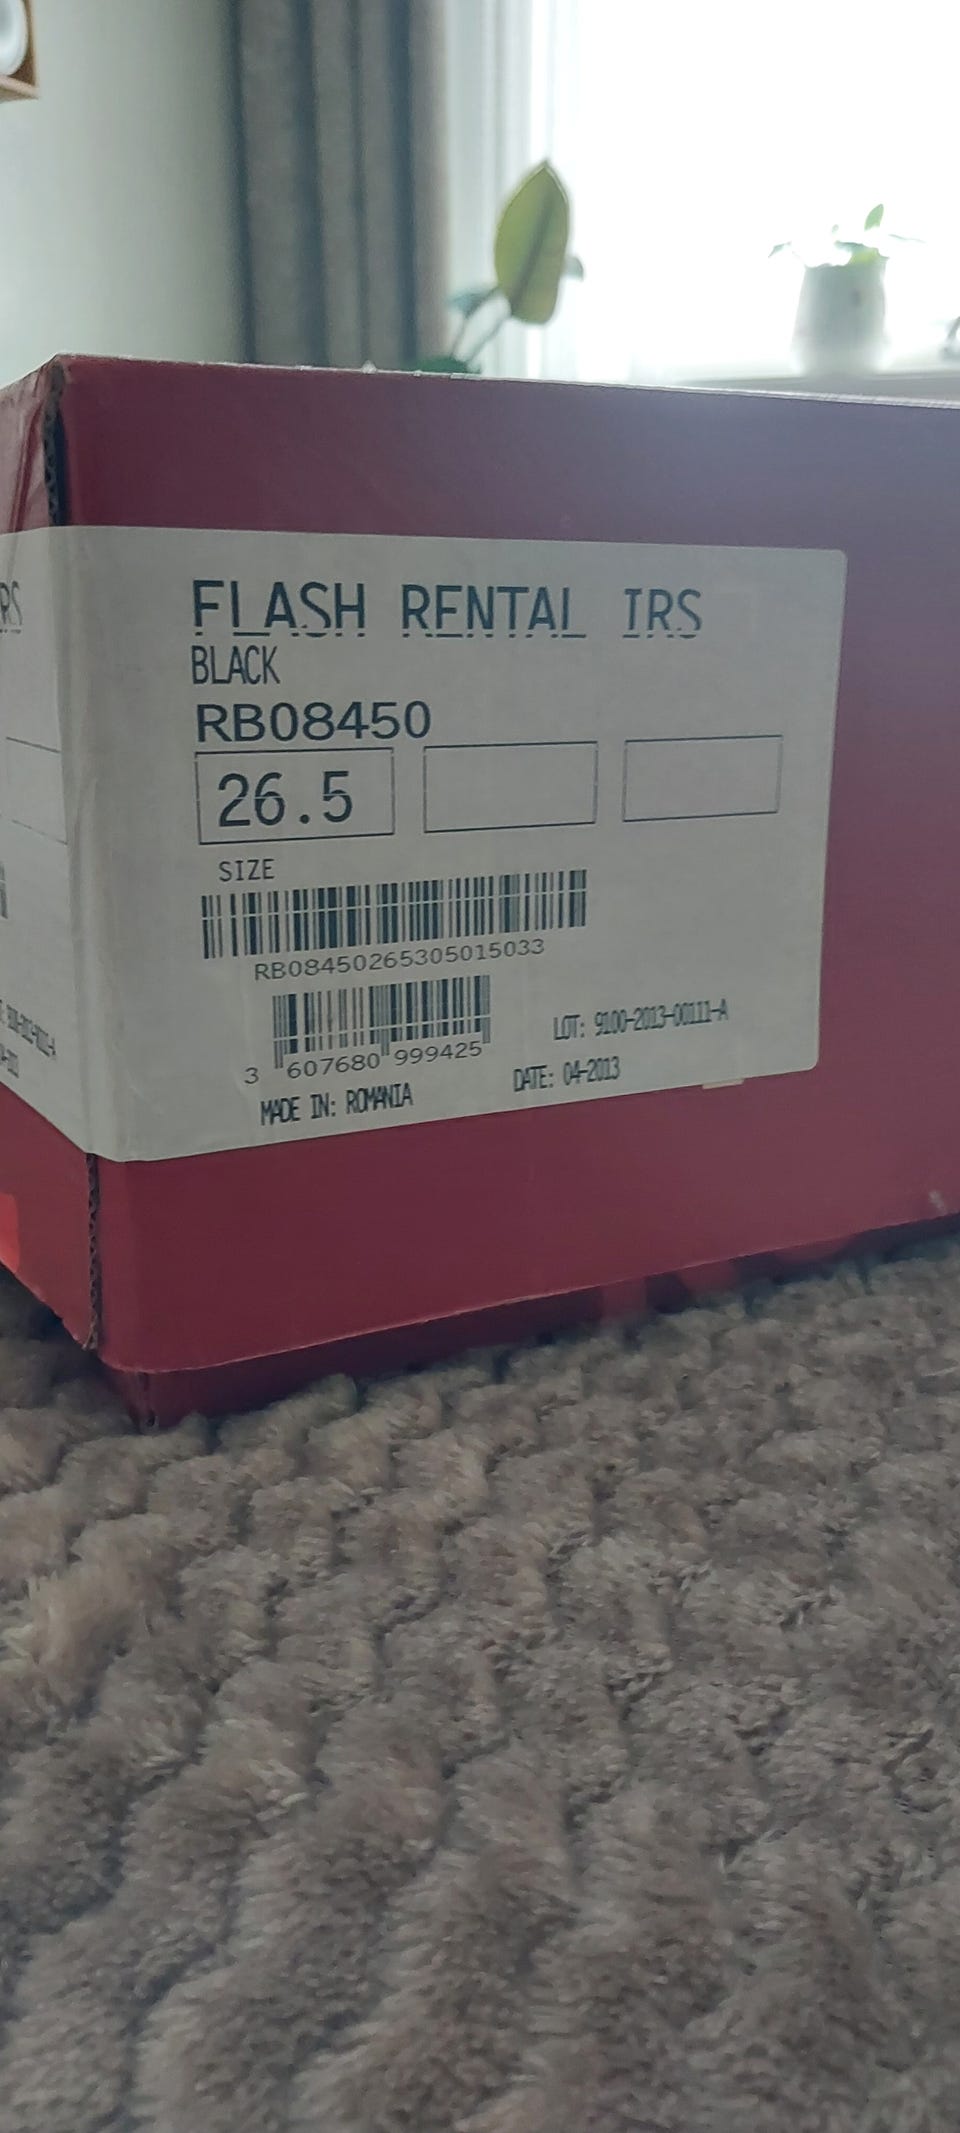 FLASH RENTAL IRS
BLACK
RB08450
26.5
SIZE
RB08450265305015033
3 607680 999425
LOT: 9100-2013-00111-A
MADE IN: ROMANIA
DATE: 04-2013
RS